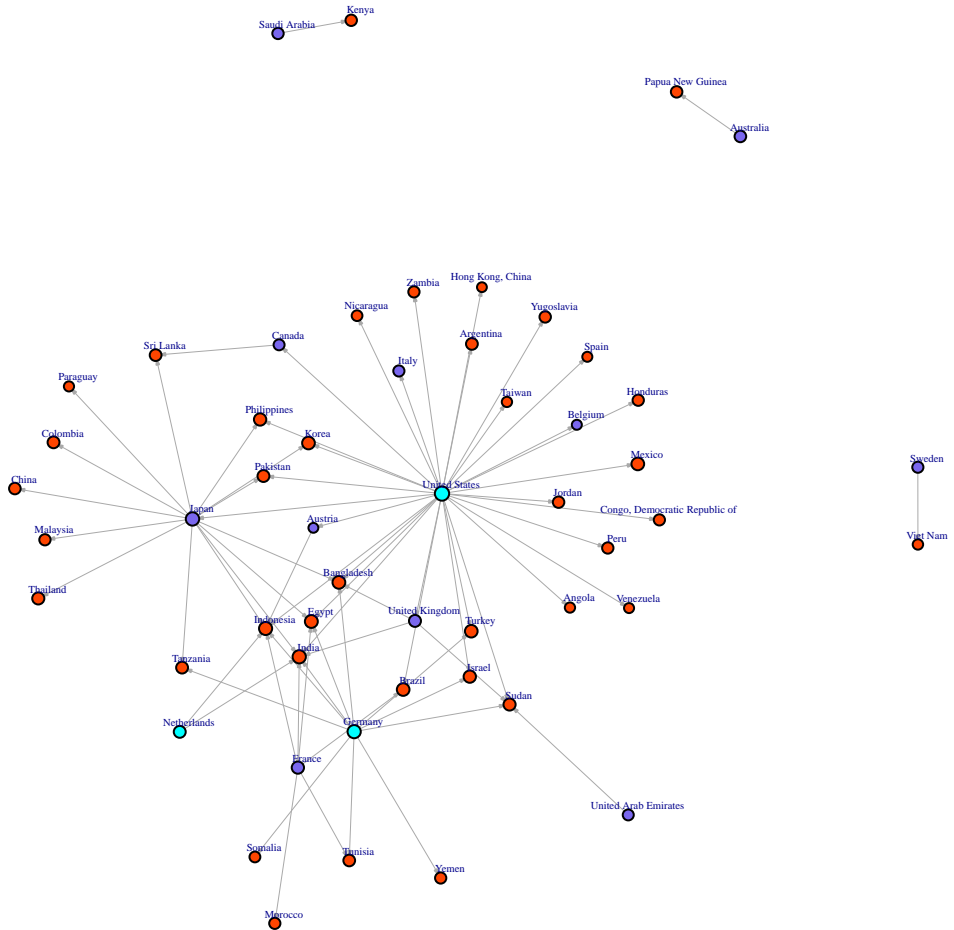 Kenya
Saudi Arabia
Papua New Guinea
Australia
Hong Kong, China
Zambia
Nicaragua
Yugoslavia
Argentina
Canada
Sri Lanka
Spain
Italy
Paraguay
Taiwan
Honduras
Philippines
Belgium
Colombia
Korea
Mexico
Sweden
Pakistan
China
United States
Jordan
Japan
Congo, Democratic Republic of
Austria
Malaysia
Viet Nam
Peru
Bangladesh
Thailand
Angola
Venezuela
United Kingdom
Egypt
Indonesia
Turkey
India
Tanzania
Israel
Brazil
Sudan
Netherlands
Germany
France
United Arab Emirates
Somalia
Tunisia
Yemen
Morocco